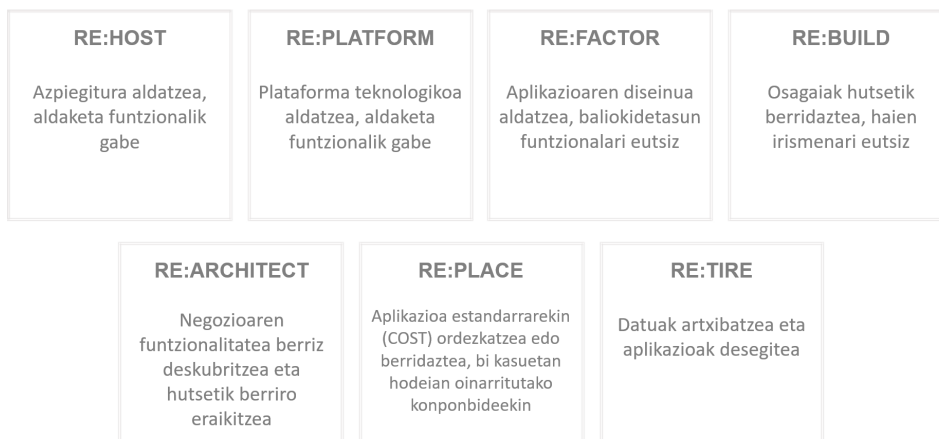 RE:HOST
Azpiegitura aldatzea,
aldaketa funtzionalik
gabe
RE:PLATFORM
Plataforma teknologikoa
aldatzea, aldaketa
funtzionalik gabe
RE:FACTOR
Aplikazioaren diseinua
aldatzea, baliokidetasun
funtzionalari eutsiz
RE:BUILD
Osagaiak hutsetik
berridaztea, haien
irismenari eutsiz
RE:ARCHITECT
Negozioaren
funtzionalitatea berriz
deskubritzea eta
hutsetik berriro
eraikitzea
RE:PLACE
Aplikazioa estandarrarekin
(COST) ordezkatzea edo
berridaztea, bi kasuetan
hodeian oinarritutako
konponbideekin
RE:TIRE
Datuak artxibatzea eta
aplikazioak desegitea